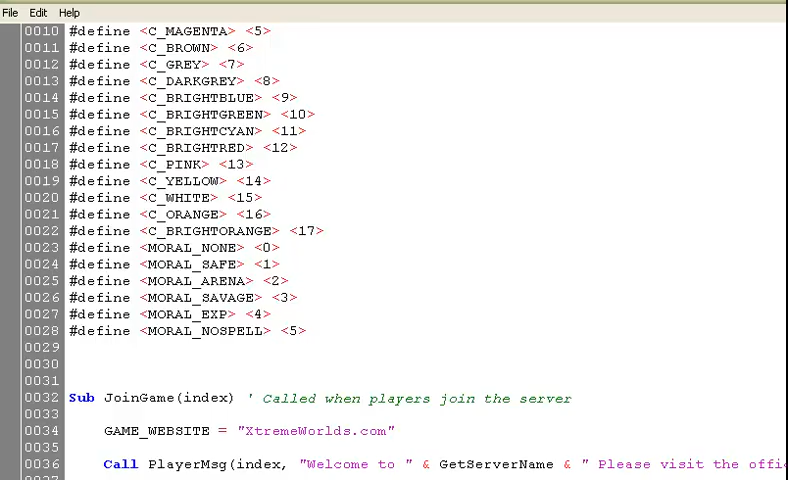 File Edit Help
0010 #define <C_MAGENTA> <5>
0011 #define <C_BROWN> <6>
0012 #define <C_GREY> <7>
0013 #define <C_DARKGREY> <8>
0014 #define <C_BRIGHTBLUE> <9>
0015 #define <C_BRIGHTGREEN> <10>
0016 #define <C_BRIGHTCYAN> <11>
0017 #define <C_BRIGHTRED> <12>
0018 #define <C_PINK> <13>
0019 #define <C_YELLOW> <14>
0020 #define <C_WHITE> <15>
0021 #define <C_ORANGE> <16>
0022 #define <C_BRIGHTORANGE> <17>
0023 #define <MORAL_NONE> <0>
0024 #define <MORAL_SAFE> <1>
0025 #define <MORAL_ARENA> <2>
0026 #define <MORAL_SAVAGE> <3>
0027 #define <MORAL_EXP> <4>
0028 #define <MORAL_NOSPELL> <5>
0029
0030
0031
0032 Sub JoinGame(index) ' Called when players join the server
0033
0034 GAME_WEBSITE = "XtremeWorlds.com"
0035
0036 Call PlayerMsg(index, "Welcome to " & GetServerName & " Please visit the offi